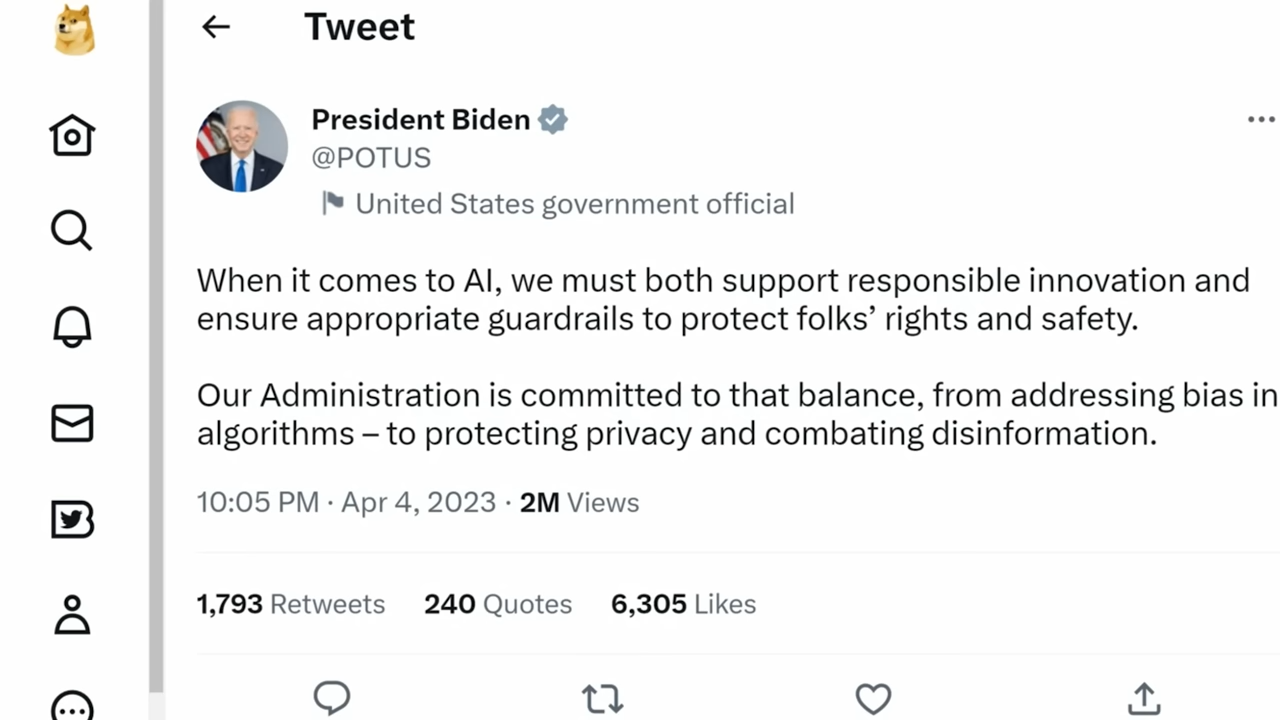 Tweet
President Biden
@POTUS
United States government official
When it comes to AI, we must both support responsible innovation and
ensure appropriate guardrails to protect folks’ rights and safety.
Our Administration is committed to that balance, from addressing bias in
algorithms – to protecting privacy and combating disinformation.
10:05 PM · Apr 4, 2023 · 2M Views
1,793 Retweets 240 Quotes 6,305 Likes